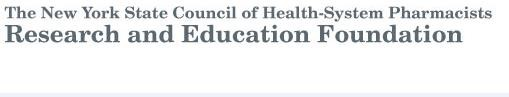 The New York State Council of Health-System Pharmacists
Research and Education Foundation